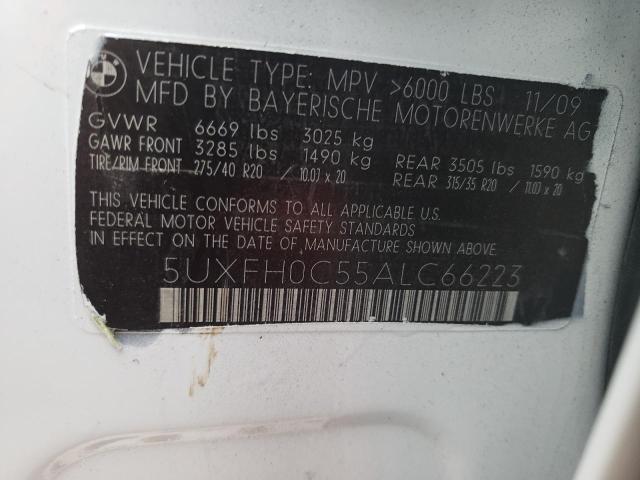 BMW
VEHICLE TYPE: MPV >6000 LBS 11/09
MFD BY BAYERISCHE MOTORENWERKE AG
GVWR 6669 lbs 3025 kg
GAWR FRONT 3285 lbs 1490 kg REAR 3505 lbs 1590 kg
TIRE/RIM FRONT 275/40 R20 / 10.0J x 20 REAR 315/35 R20 / 11.0J x 20
THIS VEHICLE CONFORMS TO ALL APPLICABLE U.S.
FEDERAL MOTOR VEHICLE SAFETY STANDARDS
IN EFFECT ON DATE OF MANUFACTURE SHOWN ABOVE.
5UXFH0C55ALC66223